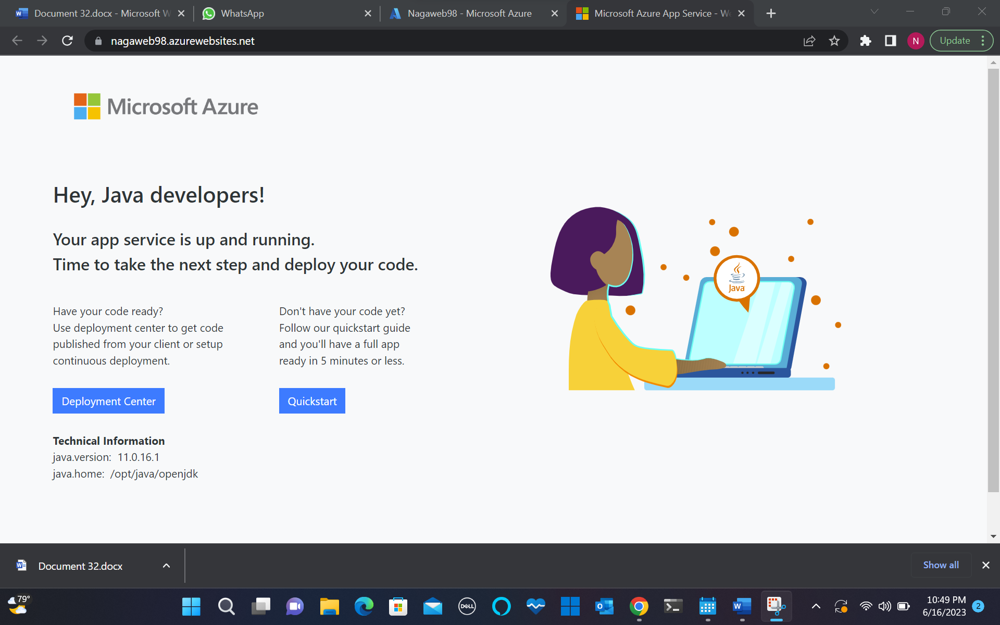 Document 32.docx - Microsoft W
WhatsApp
Nagaweb98 - Microsoft Azure
Microsoft Azure App Service - We
nagaweb98.azurewebsites.net
N
Update
Microsoft Azure
Hey, Java developers!
Your app service is up and running.
Time to take the next step and deploy your code.
Have your code ready?
Use deployment center to get code
published from your client or setup
continuous deployment.
Deployment Center
Don't have your code yet?
Follow our quickstart guide
and you'll have a full app
ready in 5 minutes or less.
Quickstart
Java
Technical Information
java.version: 11.0.16.1
java.home: /opt/java/openjdk
Document 32.docx
Show all
79°
DELL
10:49 PM
6/16/2023
2